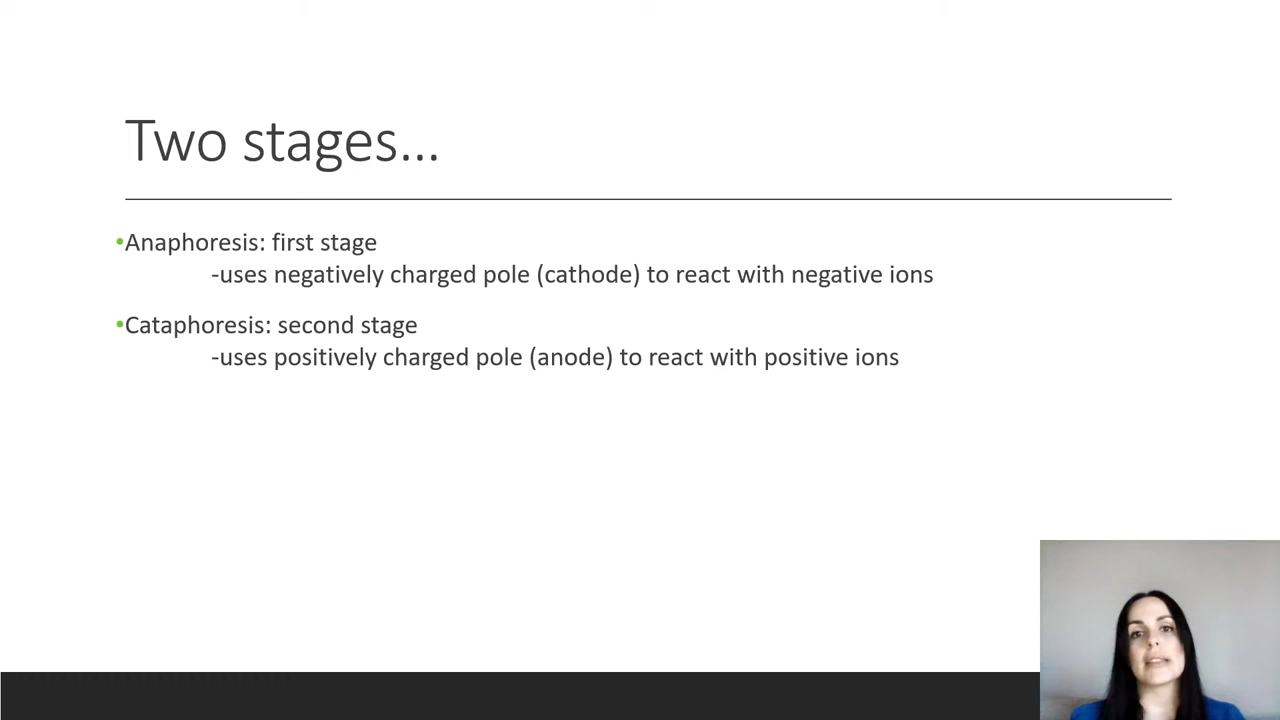 Two stages...
•Anaphoresis: first stage
-uses negatively charged pole (cathode) to react with negative ions
•Cataphoresis: second stage
-uses positively charged pole (anode) to react with positive ions